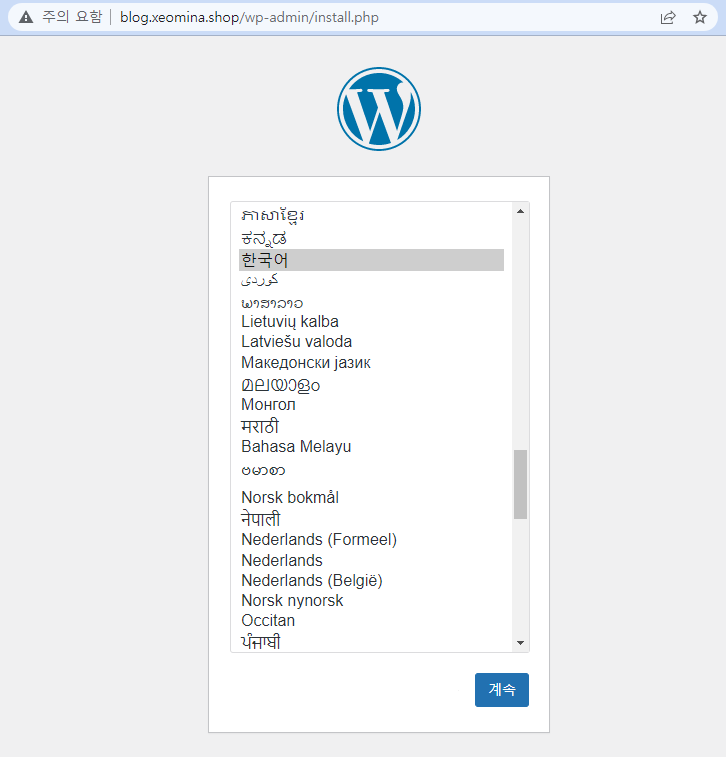 주의 요함 | blog.xeomina.shop/wp-admin/install.php
ភាសាខ្មែរ
ಕನ್ನಡ
한국어
كوردی
ພາສາລາວ
Lietuvių kalba
Latviešu valoda
Македонски јазик
മലയാളം
Монгол
मराठी
Bahasa Melayu
ဗမာစာ
Norsk bokmål
नेपाली
Nederlands (Formeel)
Nederlands
Nederlands (België)
Norsk nynorsk
Occitan
ਪੰਜਾਬੀ
계속